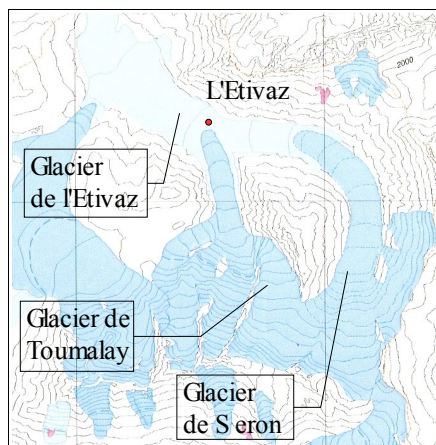 2000
L'Etivaz
Glacier
de l'Etivaz
Glacier de
Toumalay
Glacier
de S eron